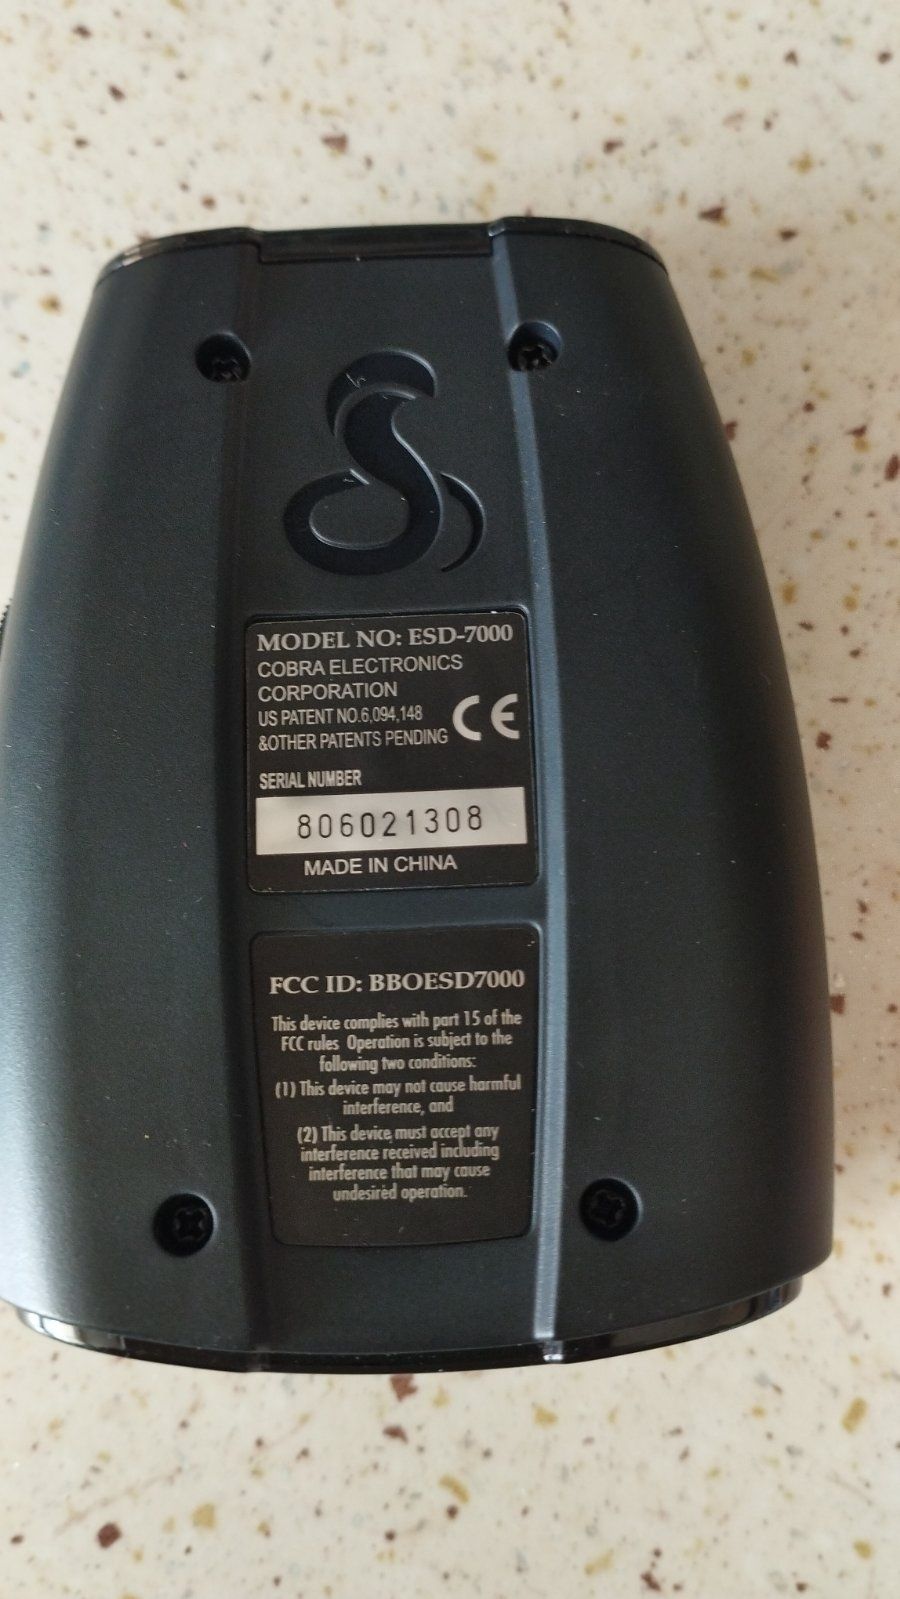 MODEL NO: ESD-7000
COBRA ELECTRONICS
CORPORATION
US PATENT NO.6,094,148
&OTHER PATENTS PENDING
CE
SERIAL NUMBER
806021308
MADE IN CHINA
FCC ID: BBOESD7000
This device complies with part 15 of the
FCC rules Operation is subject to the
following two conditions:
(1) This device may not cause harmful
interference, and
(2) This device must accept any
interference received including
interference that may cause
undesired operation.